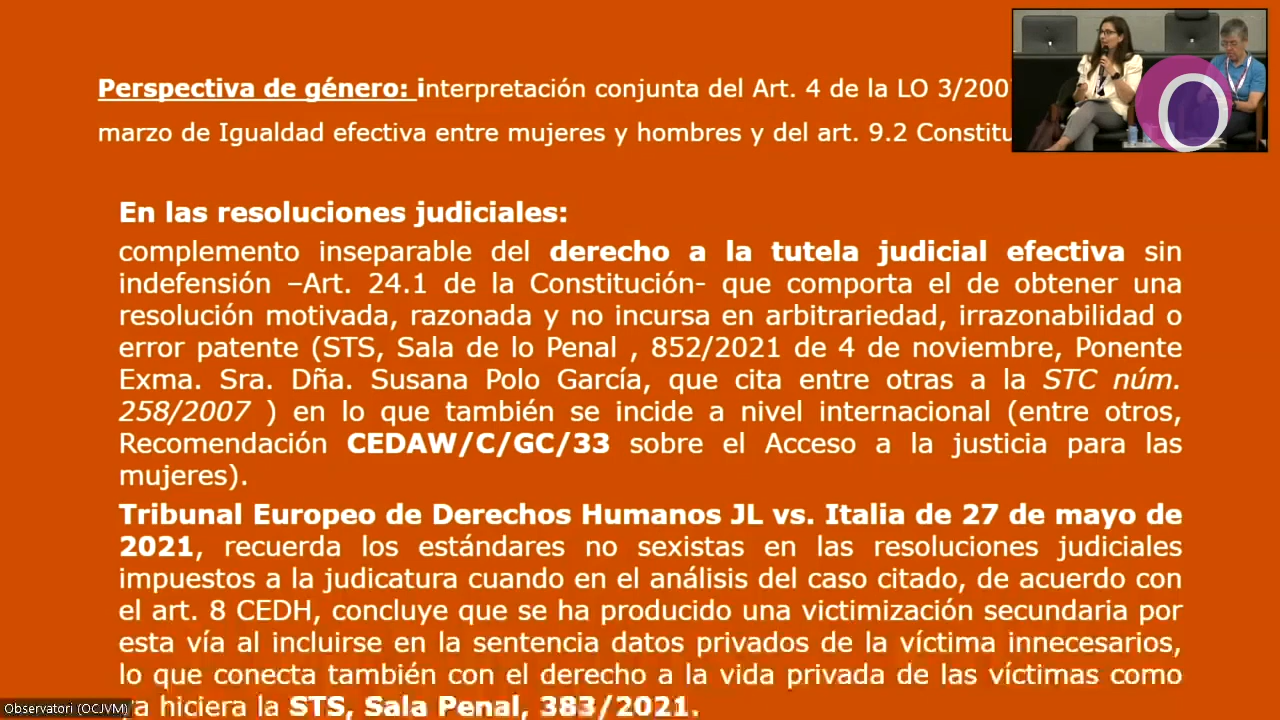 Perspectiva de género: interpretación conjunta del Art. 4 de la LO 3/200
marzo de Igualdad efectiva entre mujeres y hombres y del art. 9.2 Constitu
En las resoluciones judiciales:
complemento inseparable del derecho a la tutela judicial efectiva sin
indefensión –Art. 24.1 de la Constitución- que comporta el de obtener una
resolución motivada, razonada y no incursa en arbitrariedad, irrazonabilidad o
error patente (STS, Sala de lo Penal , 852/2021 de 4 de noviembre, Ponente
Exma. Sra. Dña. Susana Polo García, que cita entre otras a la STC núm.
258/2007 ) en lo que también se incide a nivel internacional (entre otros,
Recomendación CEDAW/C/GC/33 sobre el Acceso a la justicia para las
mujeres).
Tribunal Europeo de Derechos Humanos JL vs. Italia de 27 de mayo de
2021, recuerda los estándares no sexistas en las resoluciones judiciales
impuestos a la judicatura cuando en el análisis del caso citado, de acuerdo con
el art. 8 CEDH, concluye que se ha producido una victimización secundaria por
esta vía al incluirse en la sentencia datos privados de la víctima innecesarios,
lo que conecta también con el derecho a la vida privada de las víctimas como
ya hiciera la STS, Sala Penal, 383/2021.
Observatori (OCJVM)